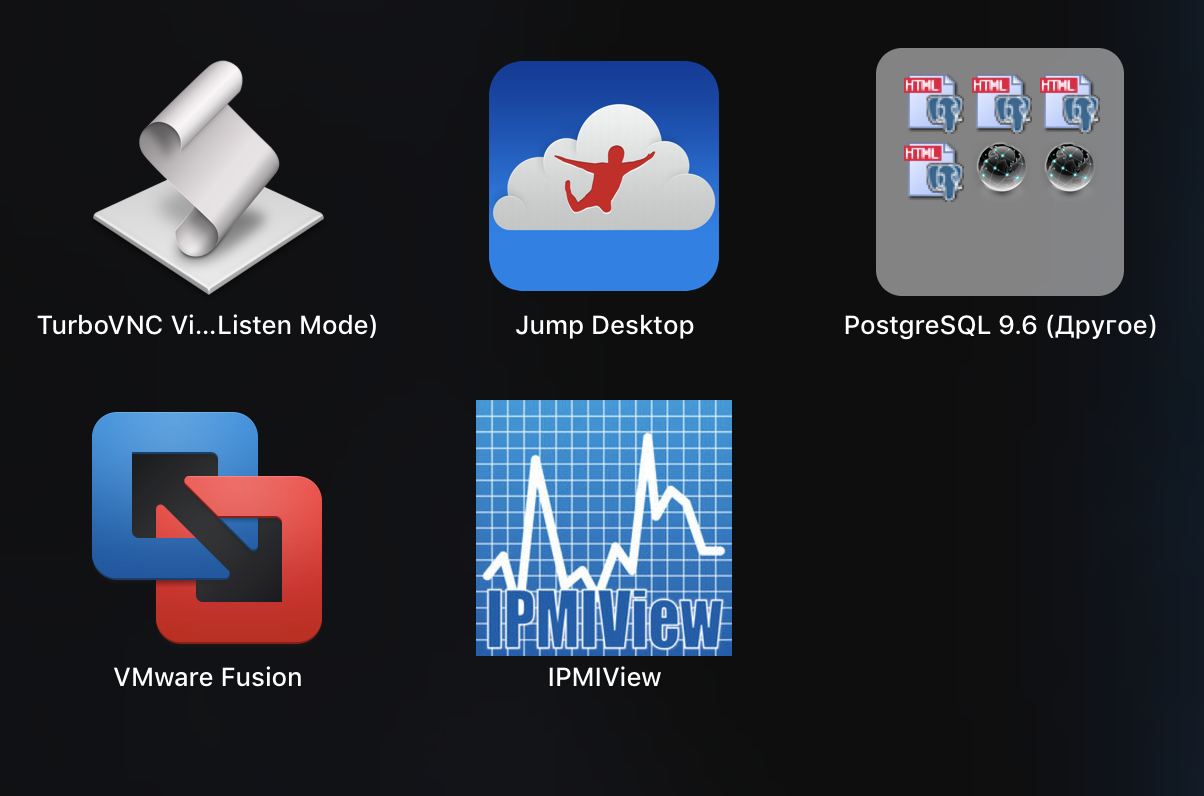 HTML HTML HTML
HTML
TurboVNC Vi...Listen Mode)
Jump Desktop
PostgreSQL 9.6 (Другое)
IPMIView
VMware Fusion
IPMIView